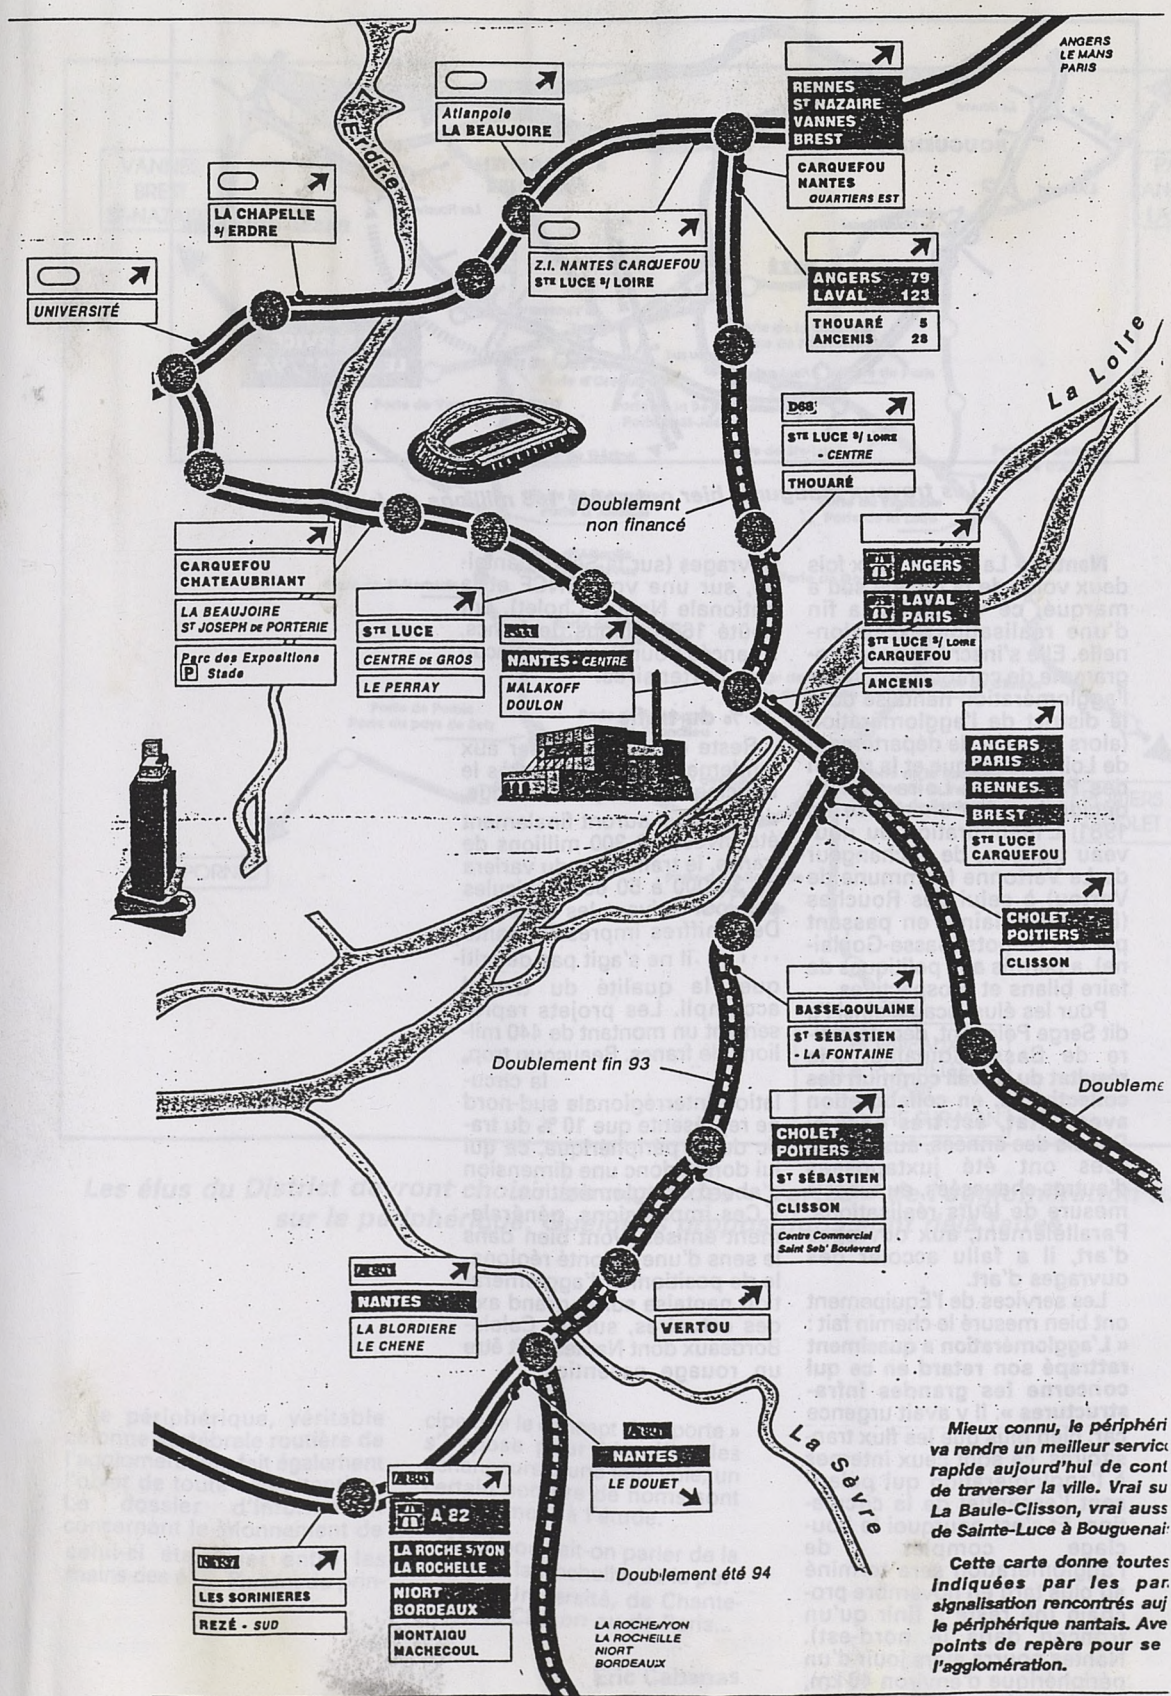 ANGERS
LE MANS
PARIS
L'Erdre
RENNES
ST NAZAIRE
VANNES
BREST
CARQUEFOU
NANTES
QUARTIERS EST
Atlanpole
LA BEAUJOIRE
LA CHAPELLE
s/ ERDRE
Z.I. NANTES CARQUEFOU
STE LUCE s/ LOIRE
UNIVERSITÉ
ANGERS 79
LAVAL 123
THOUARÉ 5
ANCENIS 28
La Loire
D68
STE LUCE s/ LOIRE
- CENTRE
THOUARÉ
Doublement
non financé
CARQUEFOU
CHATEAUBRIANT
LA BEAUJOIRE
ST JOSEPH DE PORTERIE
Parc des Expositions
P Stade
STE LUCE
CENTRE DE GROS
LE PERRAY
NANTES - CENTRE
MALAKOFF
DOULON
ANGERS
LAVAL
PARIS
STE LUCE s/ LOIRE
CARQUEFOU
ANCENIS
ANGERS
PARIS
RENNES
BREST
STE LUCE
CARQUEFOU
CHOLET
POITIERS
CLISSON
BASSE-GOULAINE
ST SÉBASTIEN
- LA FONTAINE
Doublement fin 93
Doubleme
CHOLET
POITIERS
ST SÉBASTIEN
CLISSON
Centre Commercial
Saint Seb' Boulevard
A 801
NANTES
LA BLORDIERE
LE CHENE
VERTOU
A 801
NANTES
LE DOUET
La Sèvre
A 801
A 82
LA ROCHE S/YON
LA ROCHELLE
NIORT
BORDEAUX
MONTAIGU
MACHECOUL
N 137
LES SORINIERES
REZÉ - SUD
Doublement été 94
LA ROCHE/YON
LA ROCHEILLE
NIORT
BORDEAUX
Mieux connu, le périphéri
va rendre un meilleur servic
rapide aujourd'hui de cont
de traverser la ville. Vrai su
La Baule-Clisson, vrai auss
de Sainte-Luce à Bouguenai
Cette carte donne toutes
indiquées par les par
signalisation rencontrés auj
le périphérique nantais. Ave
points de repère pour se
l'agglomération.